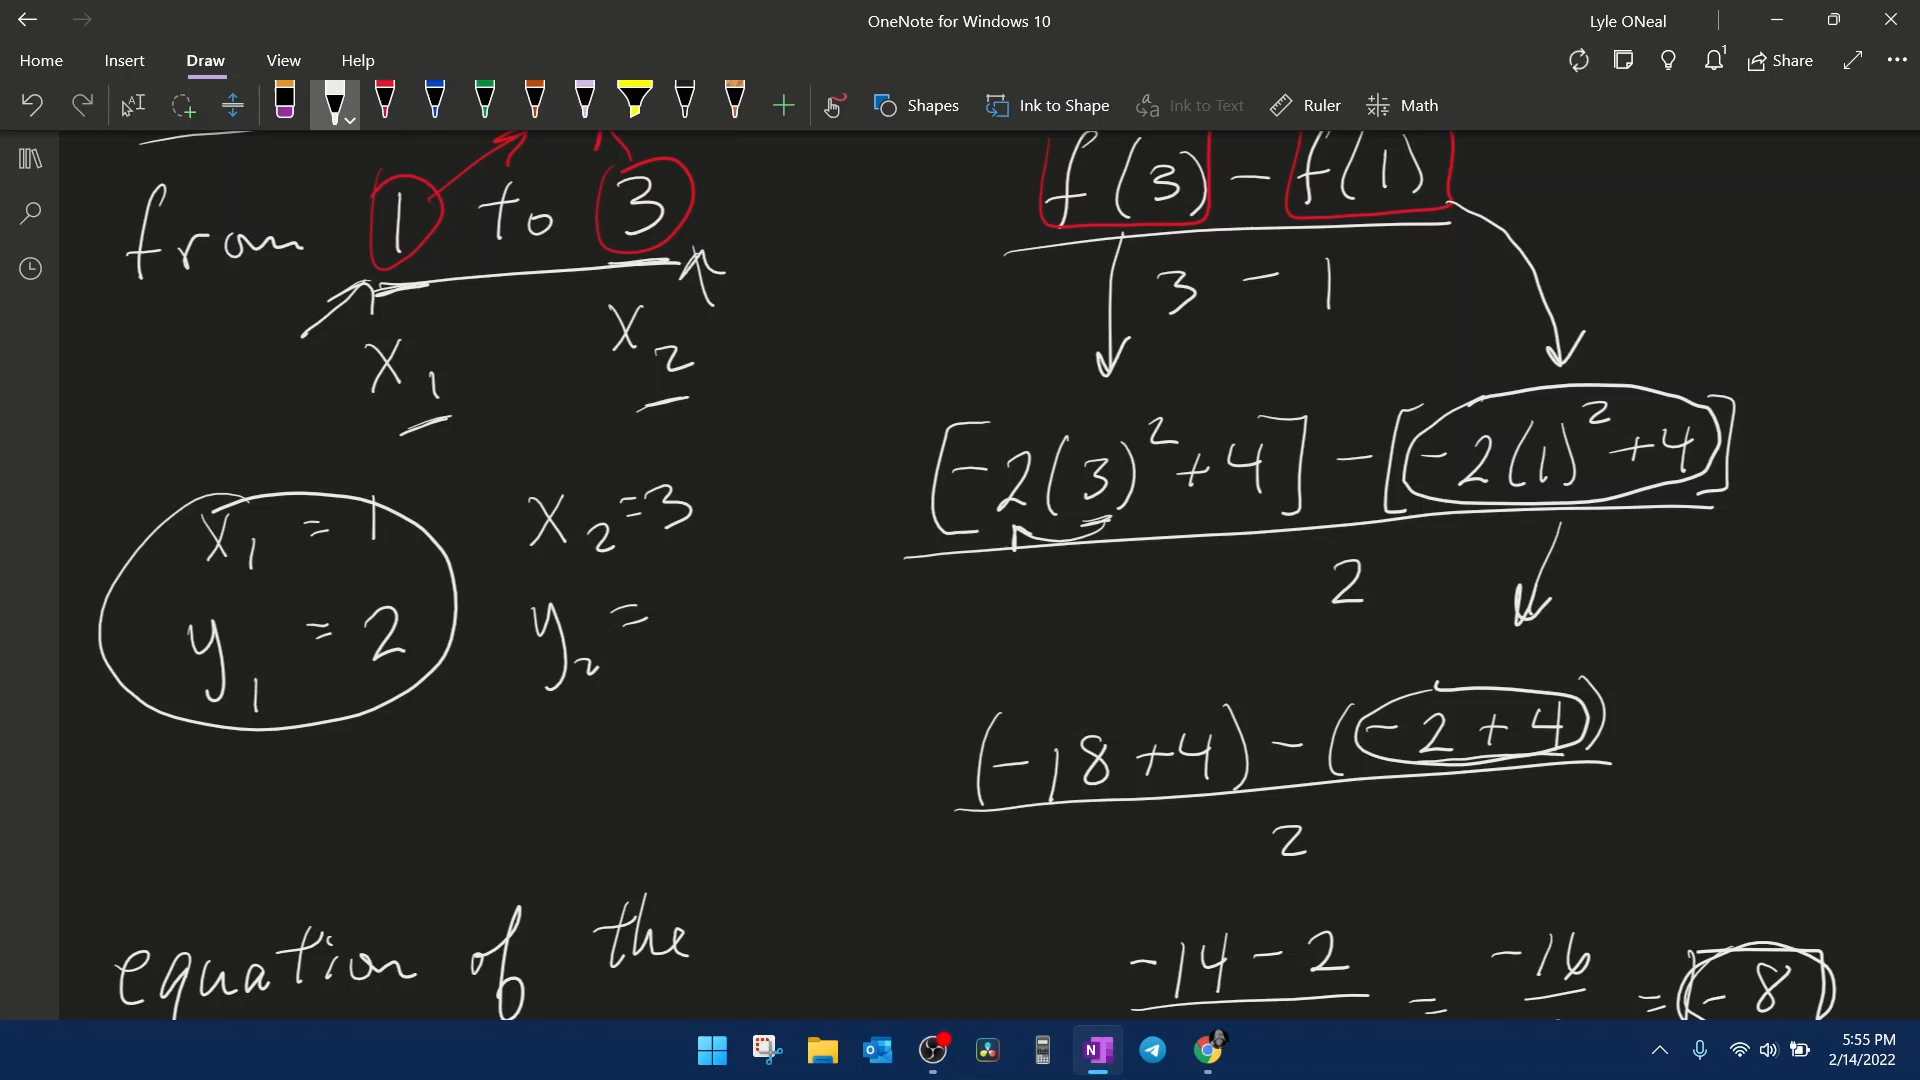 OneNote for Windows 10
Lyle ONeal
Home Insert Draw View Help
1
Share
Shapes Ink to Shape Ink to Text Ruler Math
from 1 to 3
x₁ x₂
x₁ = 1 x₂ = 3
y₁ = 2 y₂ =
equation of the
f(3) - f(1)
3 - 1
[-2(3)² + 4] - [-2(1)² + 4]
2
(-18 + 4) - (-2 + 4)
2
-14 - 2 = -16 = -8
N
5:55 PM
2/14/2022